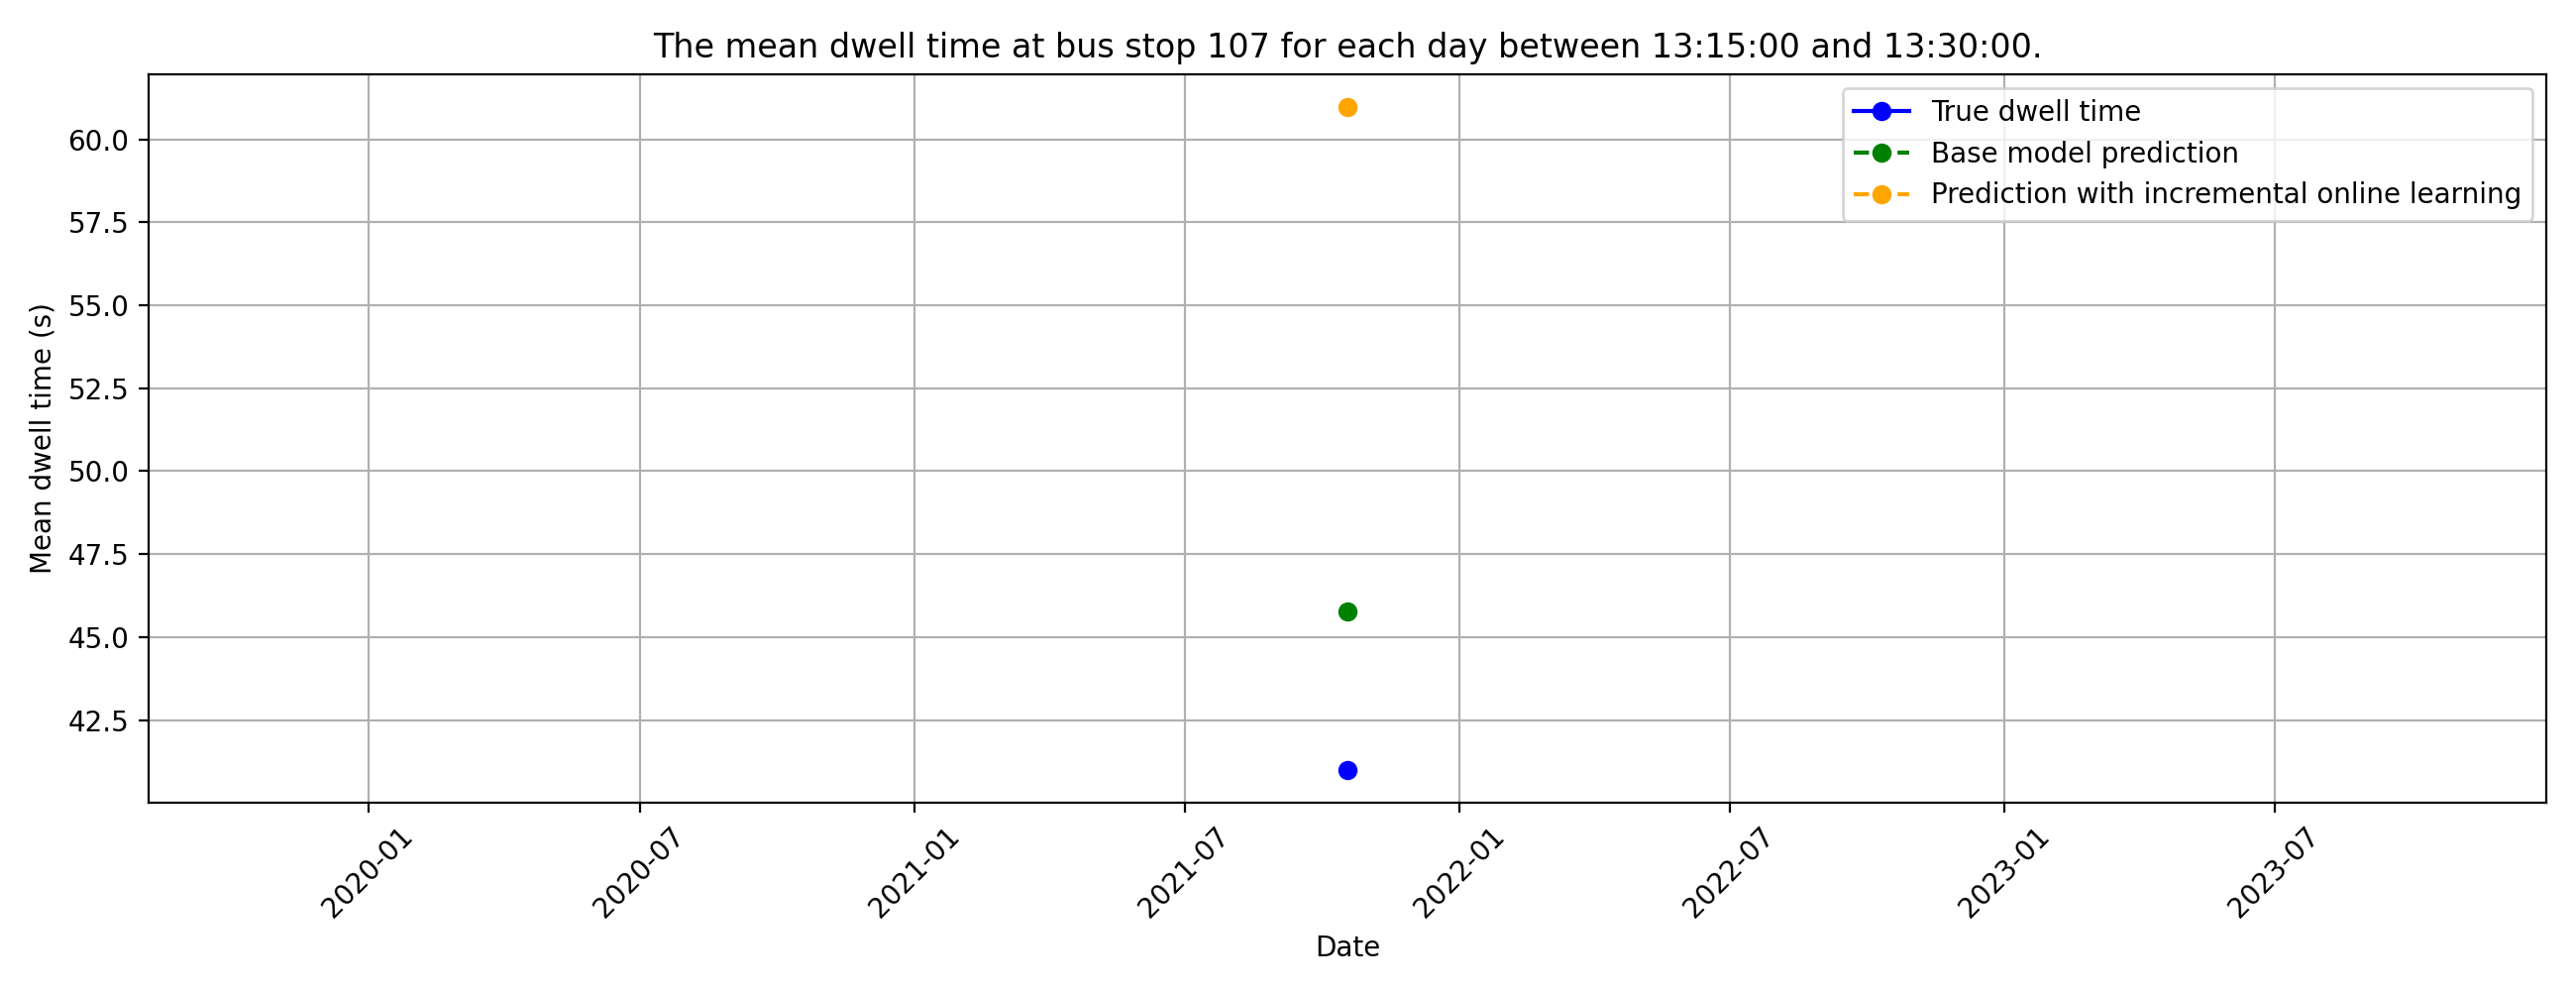 The mean dwell time at bus stop 107 for each day between 13:15:00 and 13:30:00.
True dwell time
Base model prediction
Prediction with incremental online learning
Mean dwell time (s)
60.0
57.5
55.0
52.5
50.0
47.5
45.0
42.5
2020-01
2020-07
2021-01
2021-07
2022-01
2022-07
2023-01
2023-07
Date